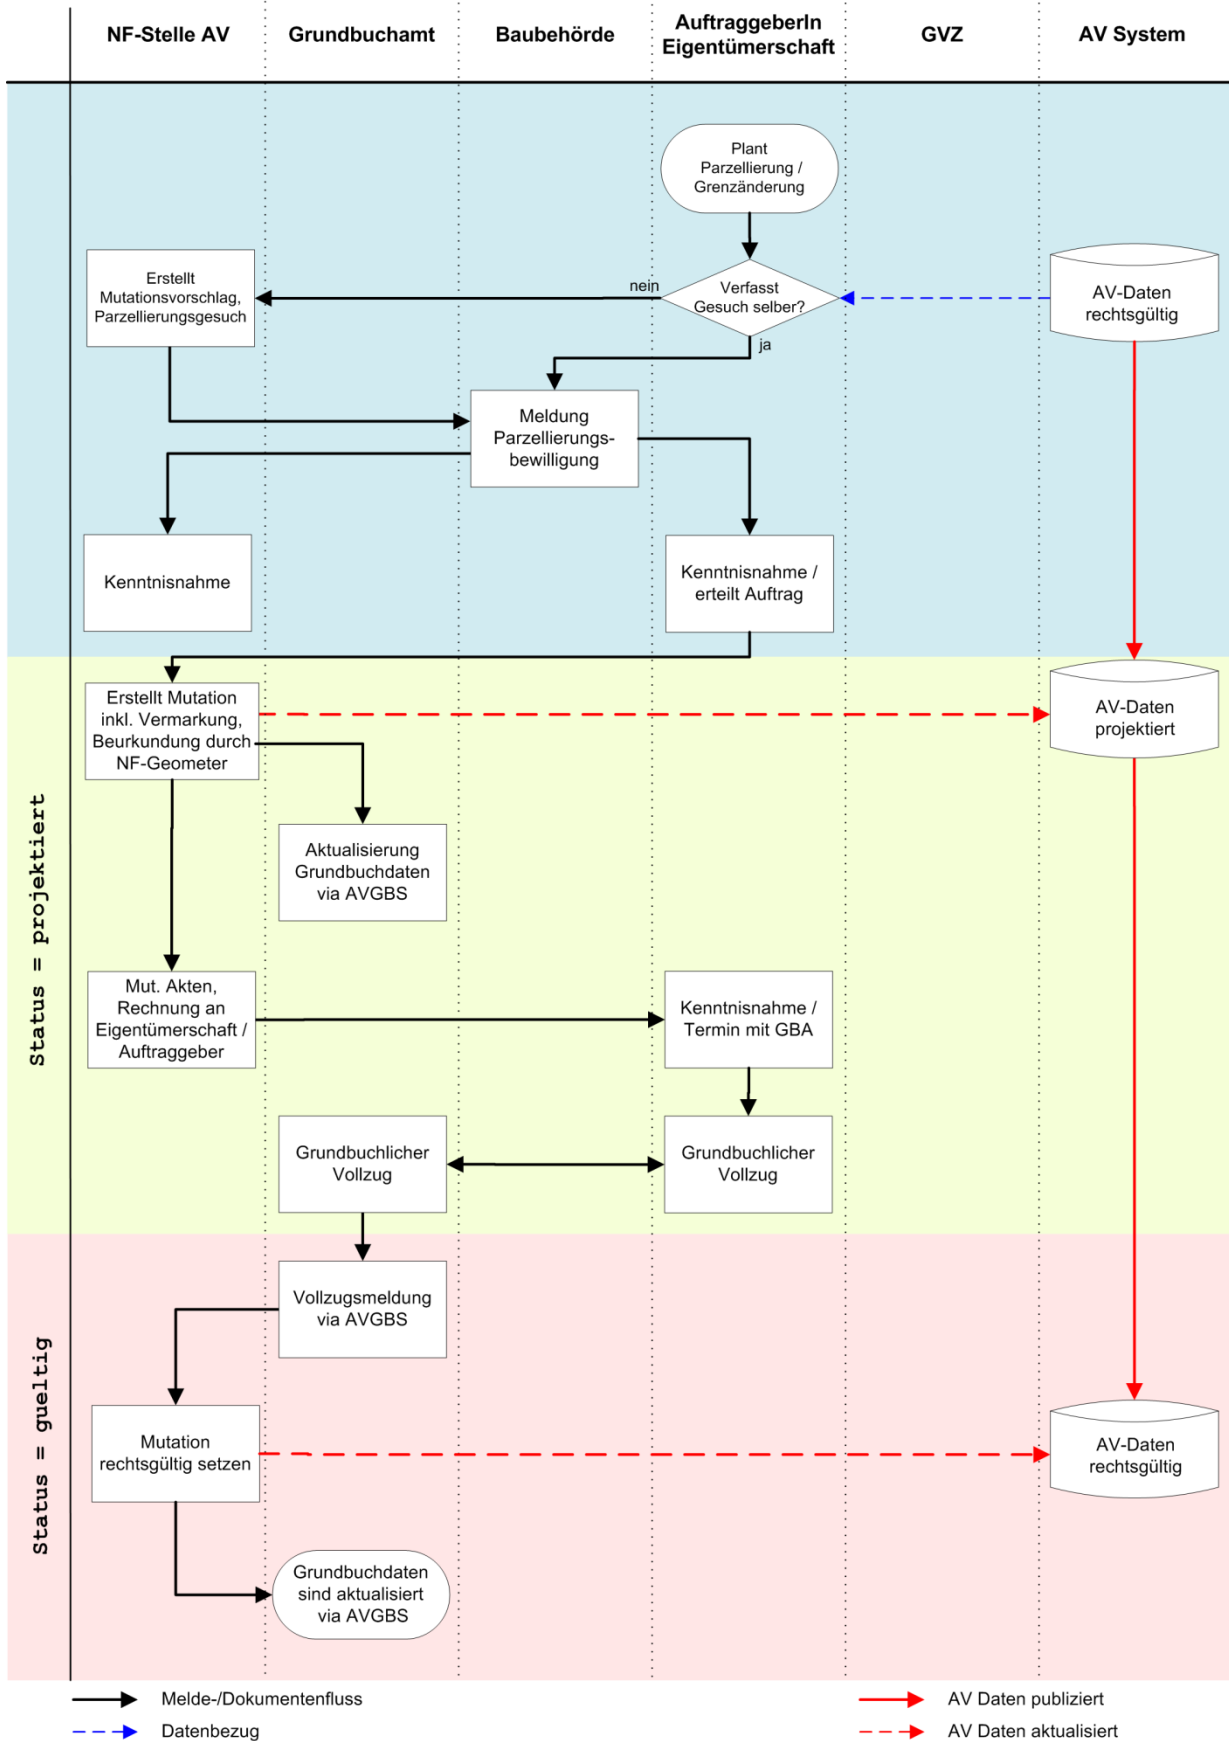 NF-Stelle AV
Grundbuchamt
Baubehörde
AuftraggeberIn
Eigentümerschaft
GVZ
AV System
Plant
Parzellierung /
Grenzänderung
Verfasst
Gesuch selber?
nein
ja
Erstellt
Mutationsvorschlag,
Parzellierungsgesuch
AV-Daten
rechtsgültig
Meldung
Parzellierungs-
bewilligung
Kenntnisnahme
Kenntnisnahme /
erteilt Auftrag
Status = projektiert
Erstellt Mutation
inkl. Vermarkung,
Beurkundung durch
NF-Geometer
AV-Daten
projektiert
Aktualisierung
Grundbuchdaten
via AVGBS
Mut. Akten,
Rechnung an
Eigentümerschaft /
Auftraggeber
Kenntnisnahme /
Termin mit GBA
Grundbuchlicher
Vollzug
Grundbuchlicher
Vollzug
Status = gueltig
Vollzugsmeldung
via AVGBS
Mutation
rechtsgültig setzen
AV-Daten
rechtsgültig
Grundbuchdaten
sind aktualisiert
via AVGBS
Melde-/Dokumentenfluss
Datenbezug
AV Daten publiziert
AV Daten aktualisiert